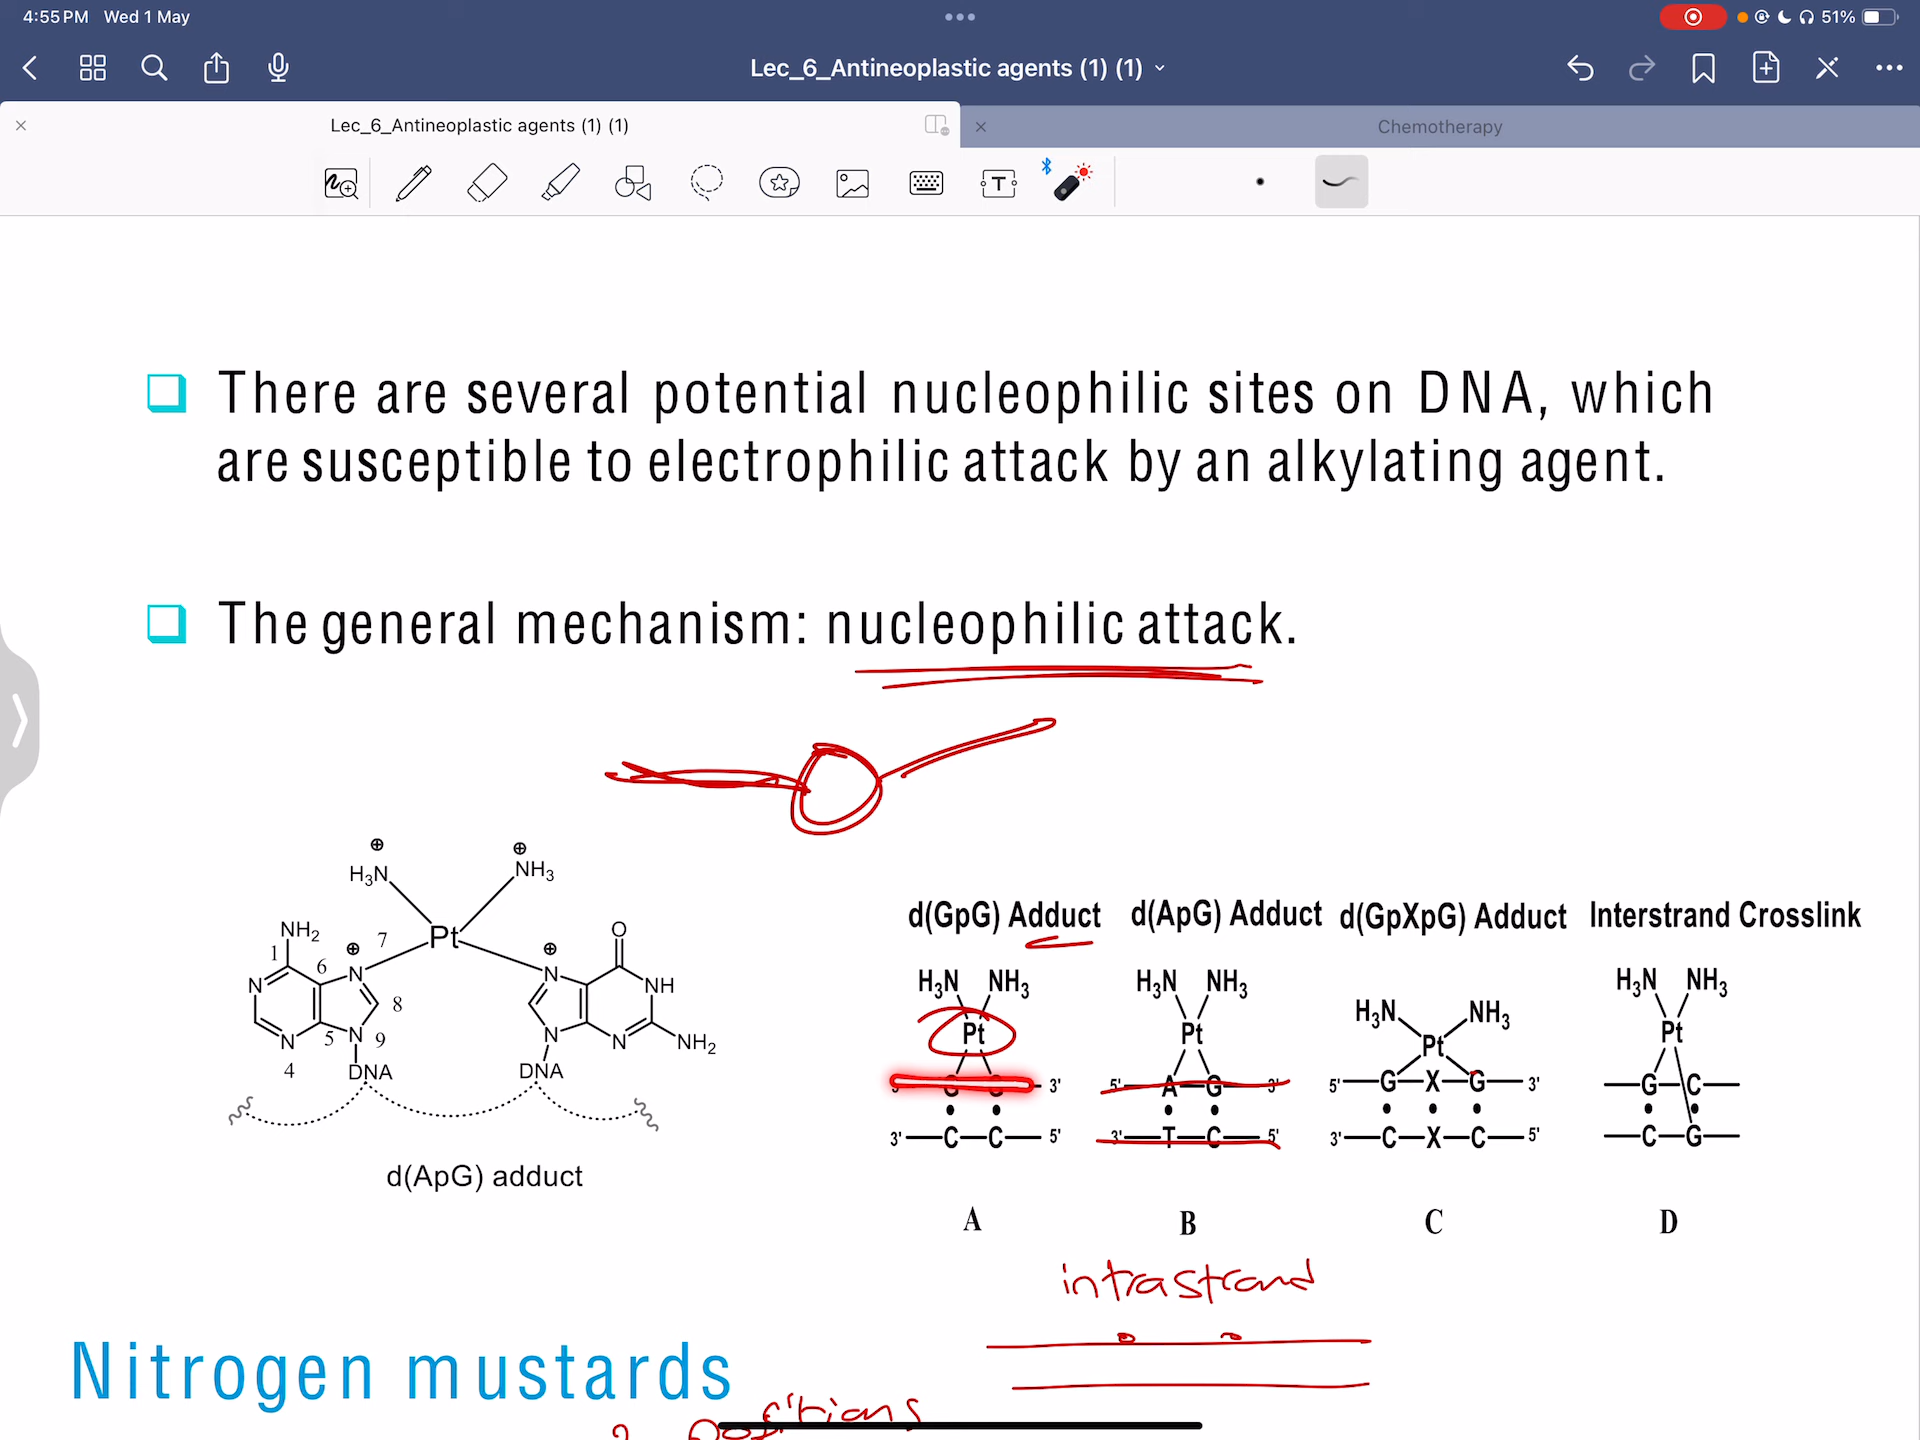 4:55 PM Wed 1 May
51%
Lec_6_Antineoplastic agents (1) (1)
Lec_6_Antineoplastic agents (1) (1)
Chemotherapy
T
There are several potential nucleophilic sites on DNA, which
are susceptible to electrophilic attack by an alkylating agent.
The general mechanism: nucleophilic attack.
⊕ ⊕
H₃N NH₃
NH₂ 7 Pt O
1 ⊕ ⊕
6 N N NH
N 8
N 5 N 9 N N NH₂
4 DNA DNA
d(ApG) adduct
d(GpG) Adduct d(ApG) Adduct d(GpXpG) Adduct Interstrand Crosslink
H₃N NH₃ H₃N NH₃ H₃N NH₃ H₃N NH₃
Pt Pt Pt Pt
5' G G 3' 5' A G 3' 5' G X G 3' G C
3' C C 5' 3' T C 5' 3' C X C 5' C G
A B C D
intrastrand
Nitrogen mustards
2 positions